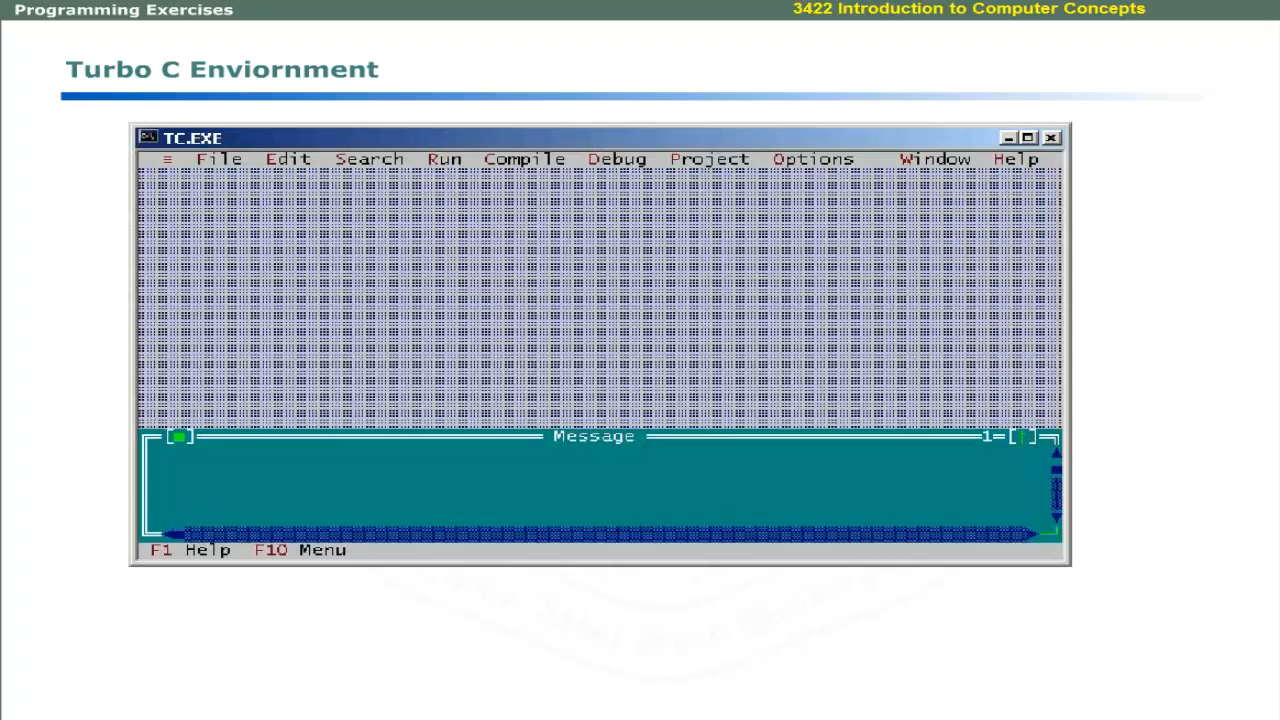 Programming Exercises
3422 Introduction to Computer Concepts
Turbo C Enviornment
TC.EXE
≡ File Edit Search Run Compile Debug Project Options Window Help
Message
1
F1 Help F10 Menu